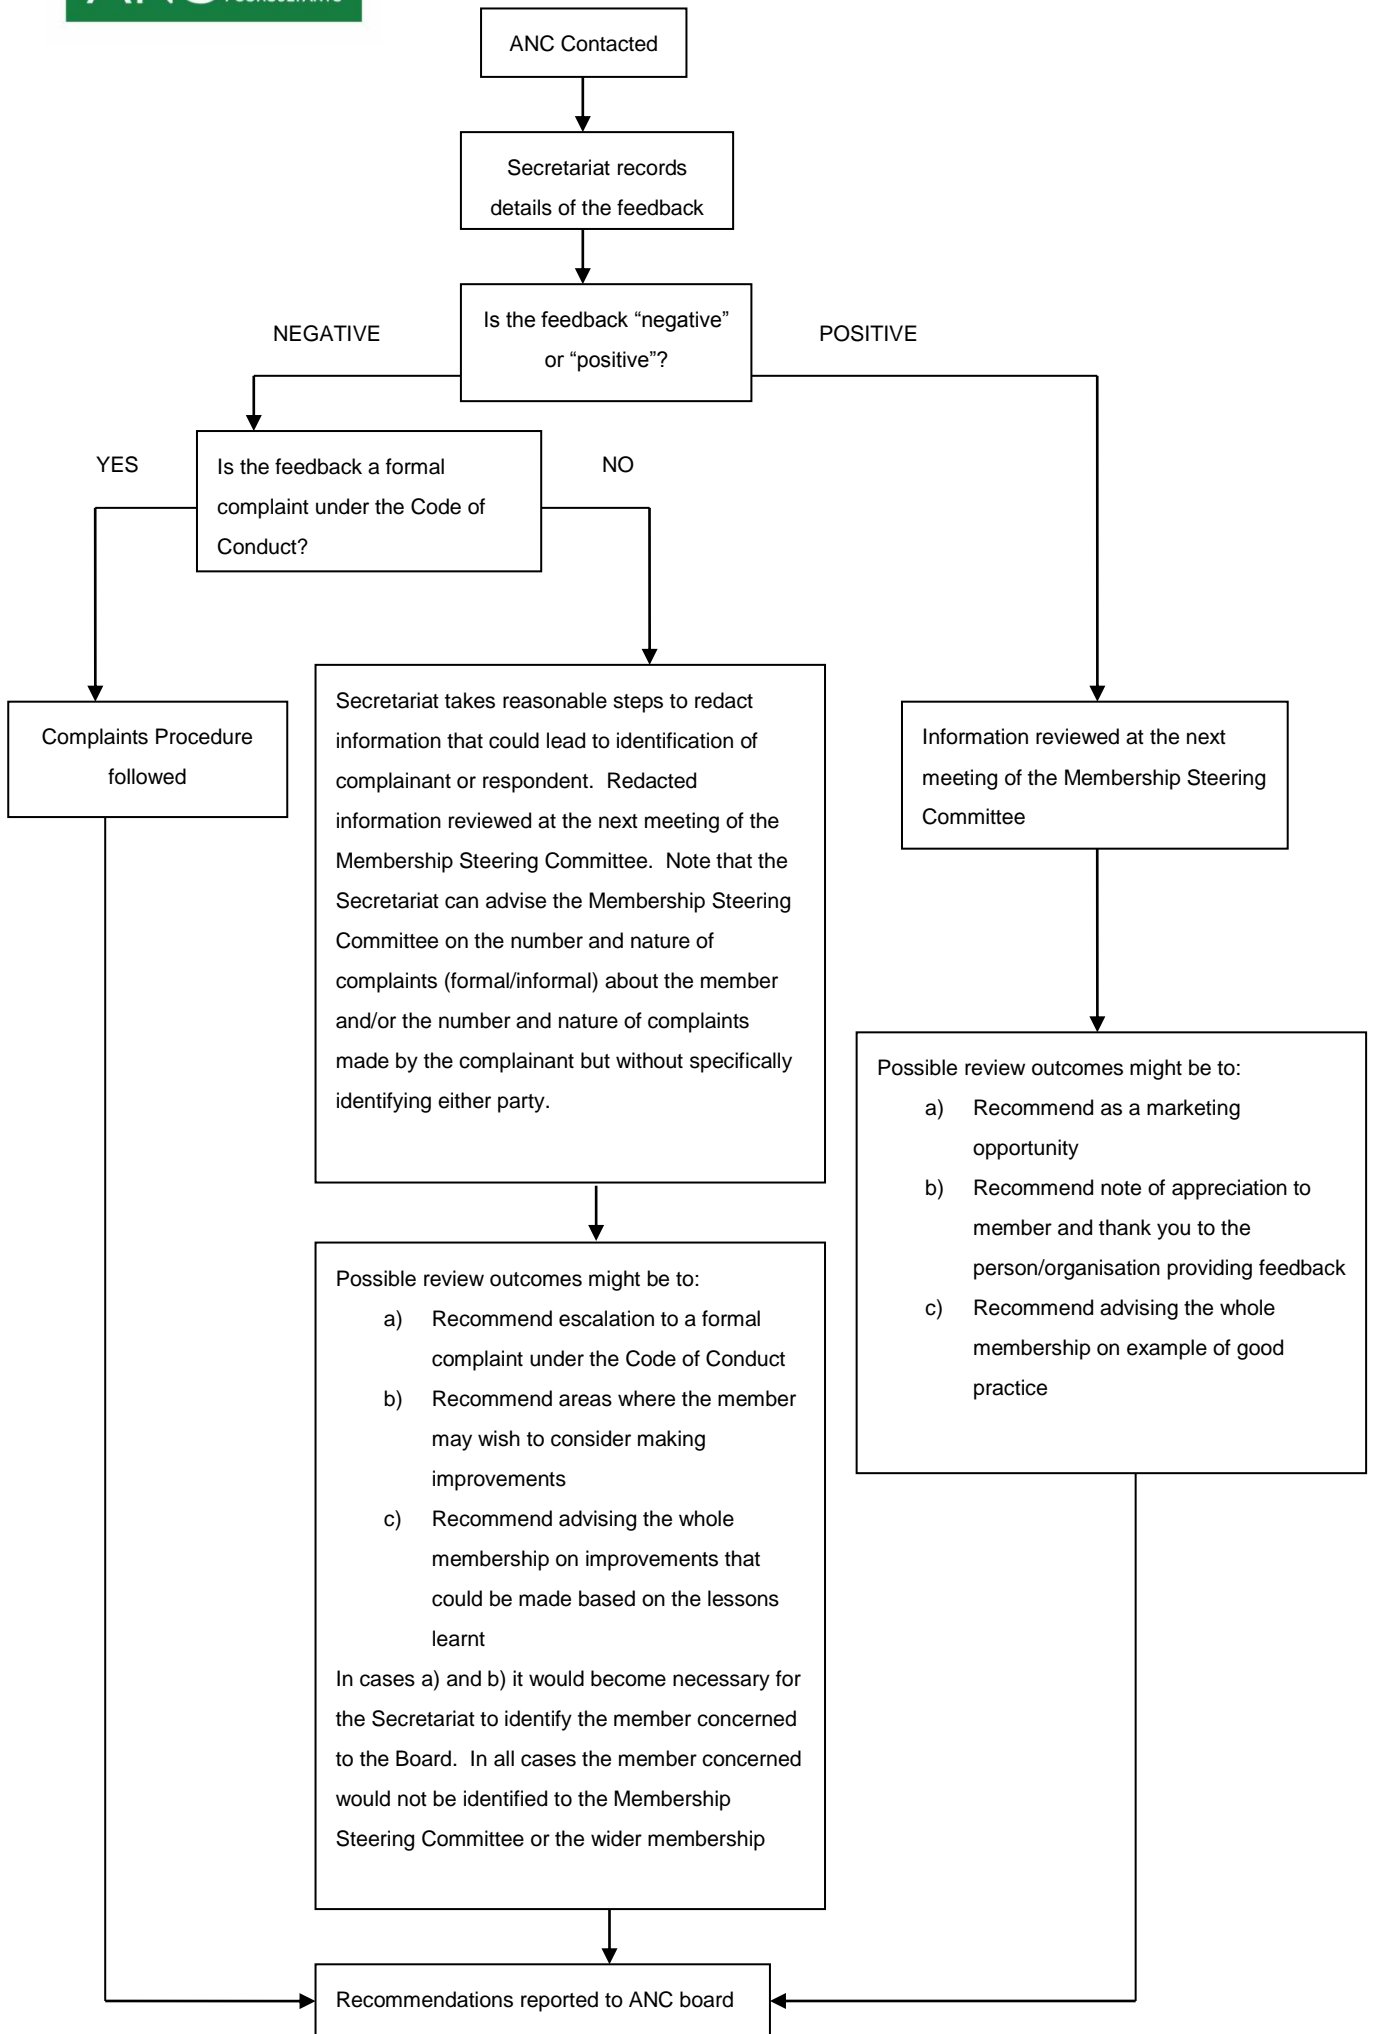 ANC Contacted
Secretariat records
details of the feedback
Is the feedback “negative”
or “positive”?
NEGATIVE
POSITIVE
YES
Is the feedback a formal
complaint under the Code of
Conduct?
NO
Complaints Procedure
followed
Secretariat takes reasonable steps to redact
information that could lead to identification of
complainant or respondent.  Redacted
information reviewed at the next meeting of the
Membership Steering Committee.  Note that the
Secretariat can advise the Membership Steering
Committee on the number and nature of
complaints (formal/informal) about the member
and/or the number and nature of complaints
made by the complainant but without specifically
identifying either party.
Information reviewed at the next
meeting of the Membership Steering
Committee
Possible review outcomes might be to:
a) Recommend as a marketing
opportunity
b) Recommend note of appreciation to
member and thank you to the
person/organisation providing feedback
c) Recommend advising the whole
membership on example of good
practice
Possible review outcomes might be to:
a) Recommend escalation to a formal
complaint under the Code of Conduct
b) Recommend areas where the member
may wish to consider making
improvements
c) Recommend advising the whole
membership on improvements that
could be made based on the lessons
learnt
In cases a) and b) it would become necessary for
the Secretariat to identify the member concerned
to the Board.  In all cases the member concerned
would not be identified to the Membership
Steering Committee or the wider membership
Recommendations reported to ANC board